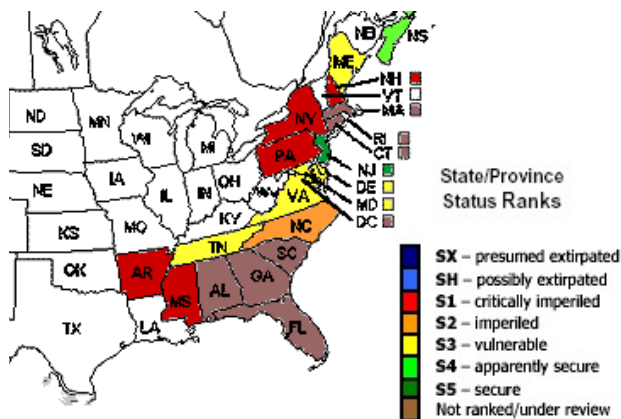 NB
NS
ME
NH
VT
MA
ND
MN
NY
RI
SD
WI
MI
CT
PA
NJ
NE
IA
OH
DE
State/Province
IL
IN
VA
MD
Status Ranks
WV
KS
MO
KY
DC
TN
NC
SX – presumed extirpated
OK
AR
SC
SH – possibly extirpated
MS
AL
GA
S1 – critically imperiled
TX
LA
S2 – imperiled
FL
S3 – vulnerable
S4 – apparently secure
S5 – secure
Not ranked/under review